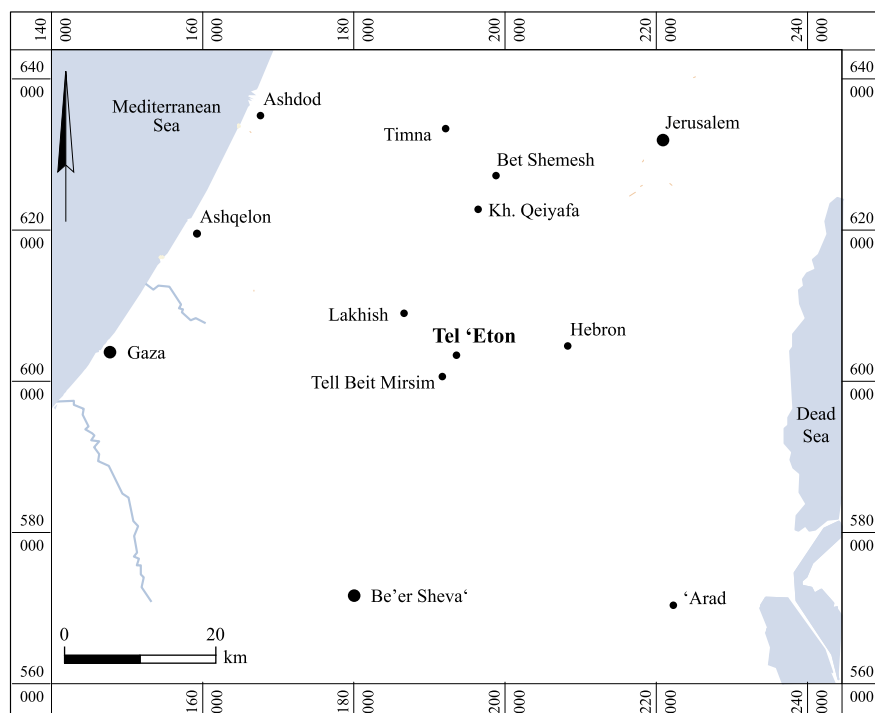 140 000
160 000
180 000
200 000
220 000
240 000
640 000
640 000
Mediterranean
Sea
Ashdod
Timna
Jerusalem
Bet Shemesh
Kh. Qeiyafa
Ashqelon
620 000
620 000
Lakhish
Tel ‘Eton
Hebron
Gaza
Tell Beit Mirsim
600 000
600 000
Dead
Sea
580 000
580 000
Be’er Sheva‘
‘Arad
0 20
km
560 000
560 000
160 000
180 000
200 000
220 000
240 000